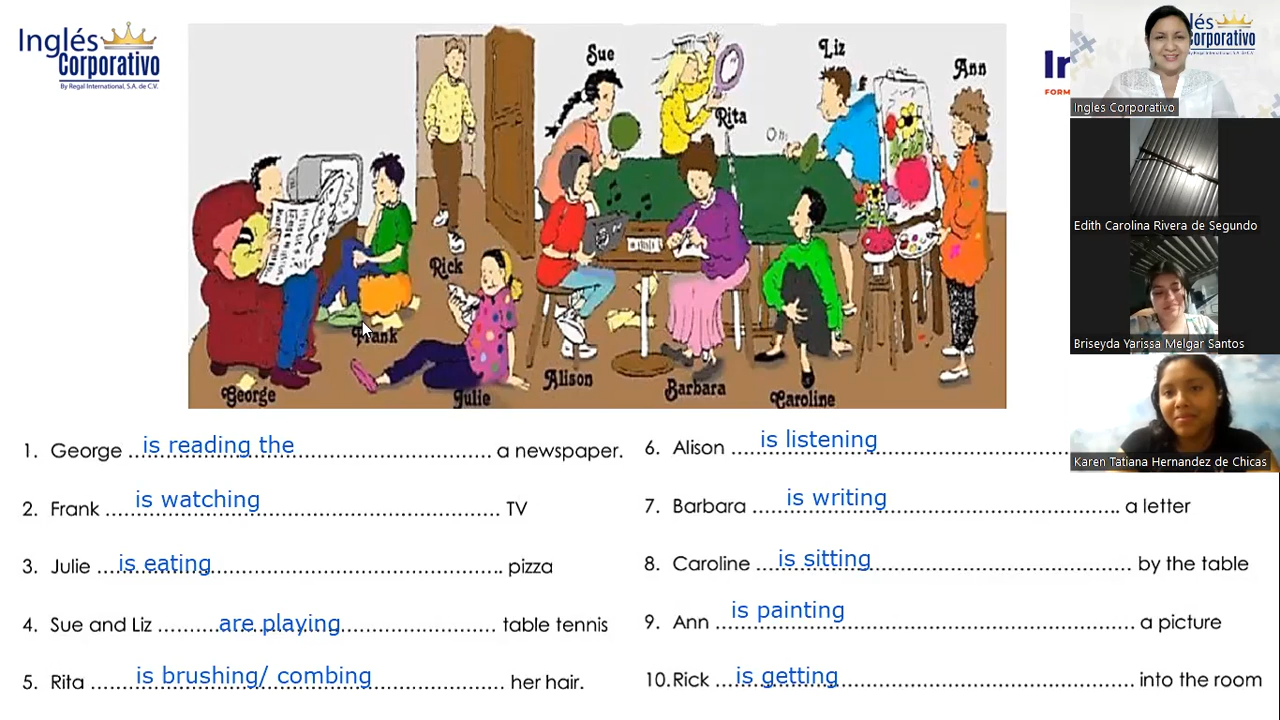 Inglés
Corporativo
By Regal International, S.A. de C.V.
Sue
Liz
Ann
Rita
Rick
Frank
George
Julie
Alison
Barbara
Caroline
1. George is reading the a newspaper.
2. Frank is watching TV
3. Julie is eating pizza
4. Sue and Liz are playing table tennis
5. Rita is brushing/ combing her hair.
6. Alison is listening
7. Barbara is writing a letter
8. Caroline is sitting by the table
9. Ann is painting a picture
10. Rick is getting into the room
In
FORM
lés
Corporativo
Ingles Corporativo
Edith Carolina Rivera de Segundo
Briseyda Yarissa Melgar Santos
Karen Tatiana Hernandez de Chicas